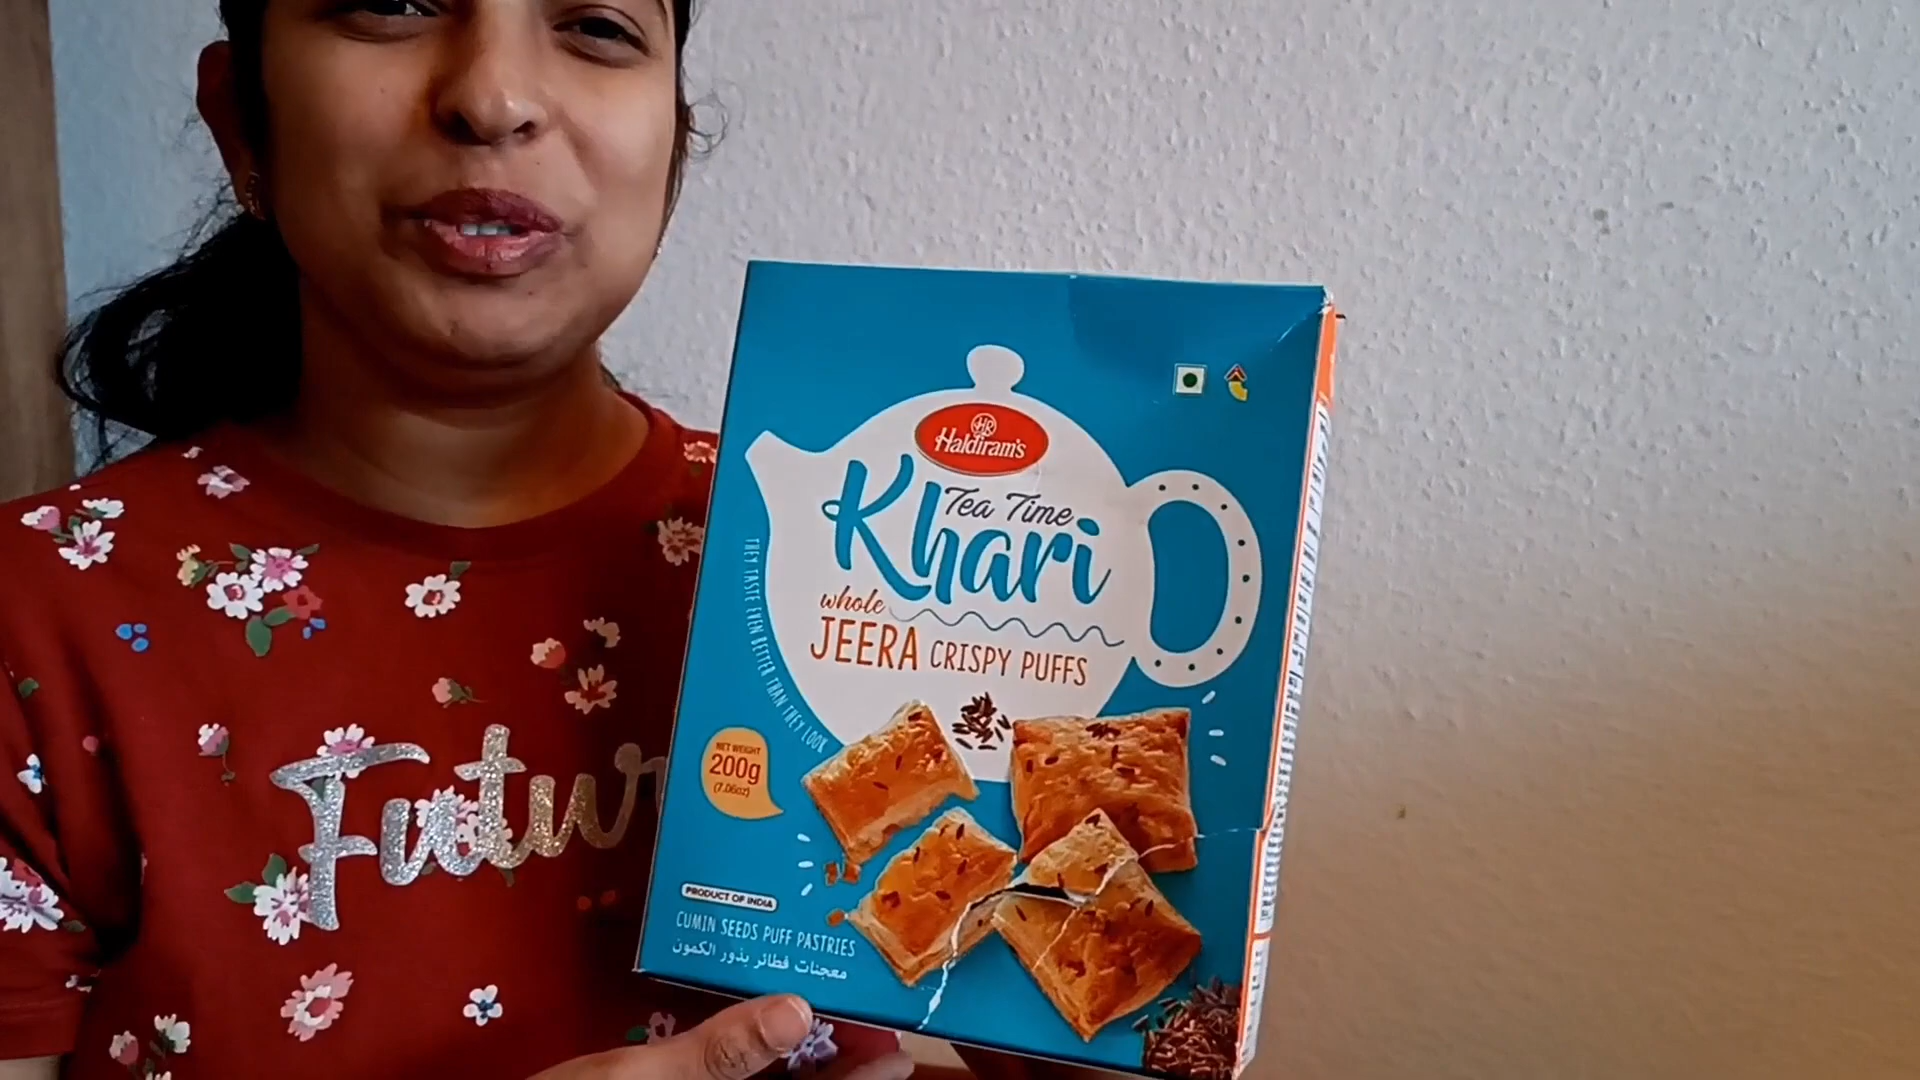 HR
Haldiram's
Tea Time
Khari
whole
JEERA CRISPY PUFFS
THEY TASTE EVEN BETTER THAN THEY LOOK
NET WEIGHT
200g
(7.06oz)
PRODUCT OF INDIA
CUMIN SEEDS PUFF PASTRIES
معجنات فطائر بذور الكمون
Futur